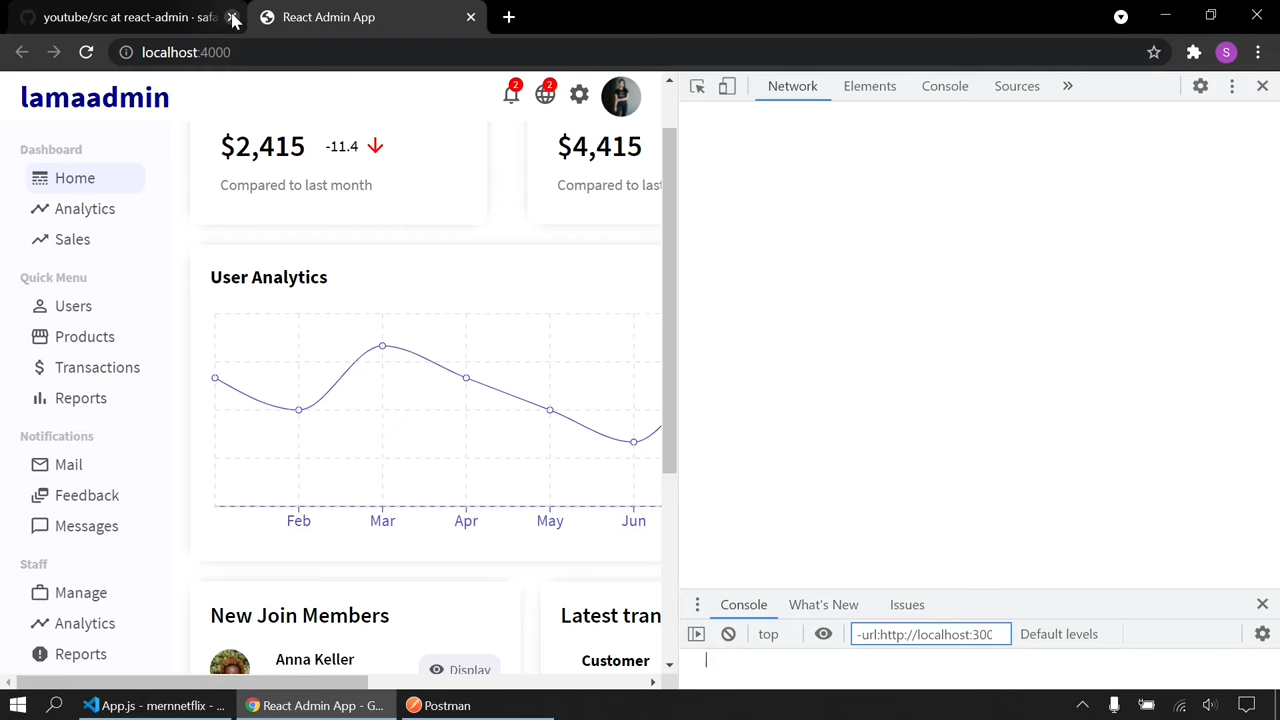 youtube/src at react-admin · safa
React Admin App
localhost:4000
S
lamaadmin
2
2
Network
Elements
Console
Sources
Dashboard
Home
Analytics
Sales
Quick Menu
Users
Products
Transactions
Reports
Notifications
Mail
Feedback
Messages
Staff
Manage
Analytics
Reports
$2,415
-11.4
Compared to last month
$4,415
Compared to las
User Analytics
Feb
Mar
Apr
May
Jun
New Join Members
Anna Keller
Display
Latest tran
Customer
Console
What's New
Issues
top
-url:http://localhost:300
Default levels
App.js - mernnetflix - ...
React Admin App - G...
Postman